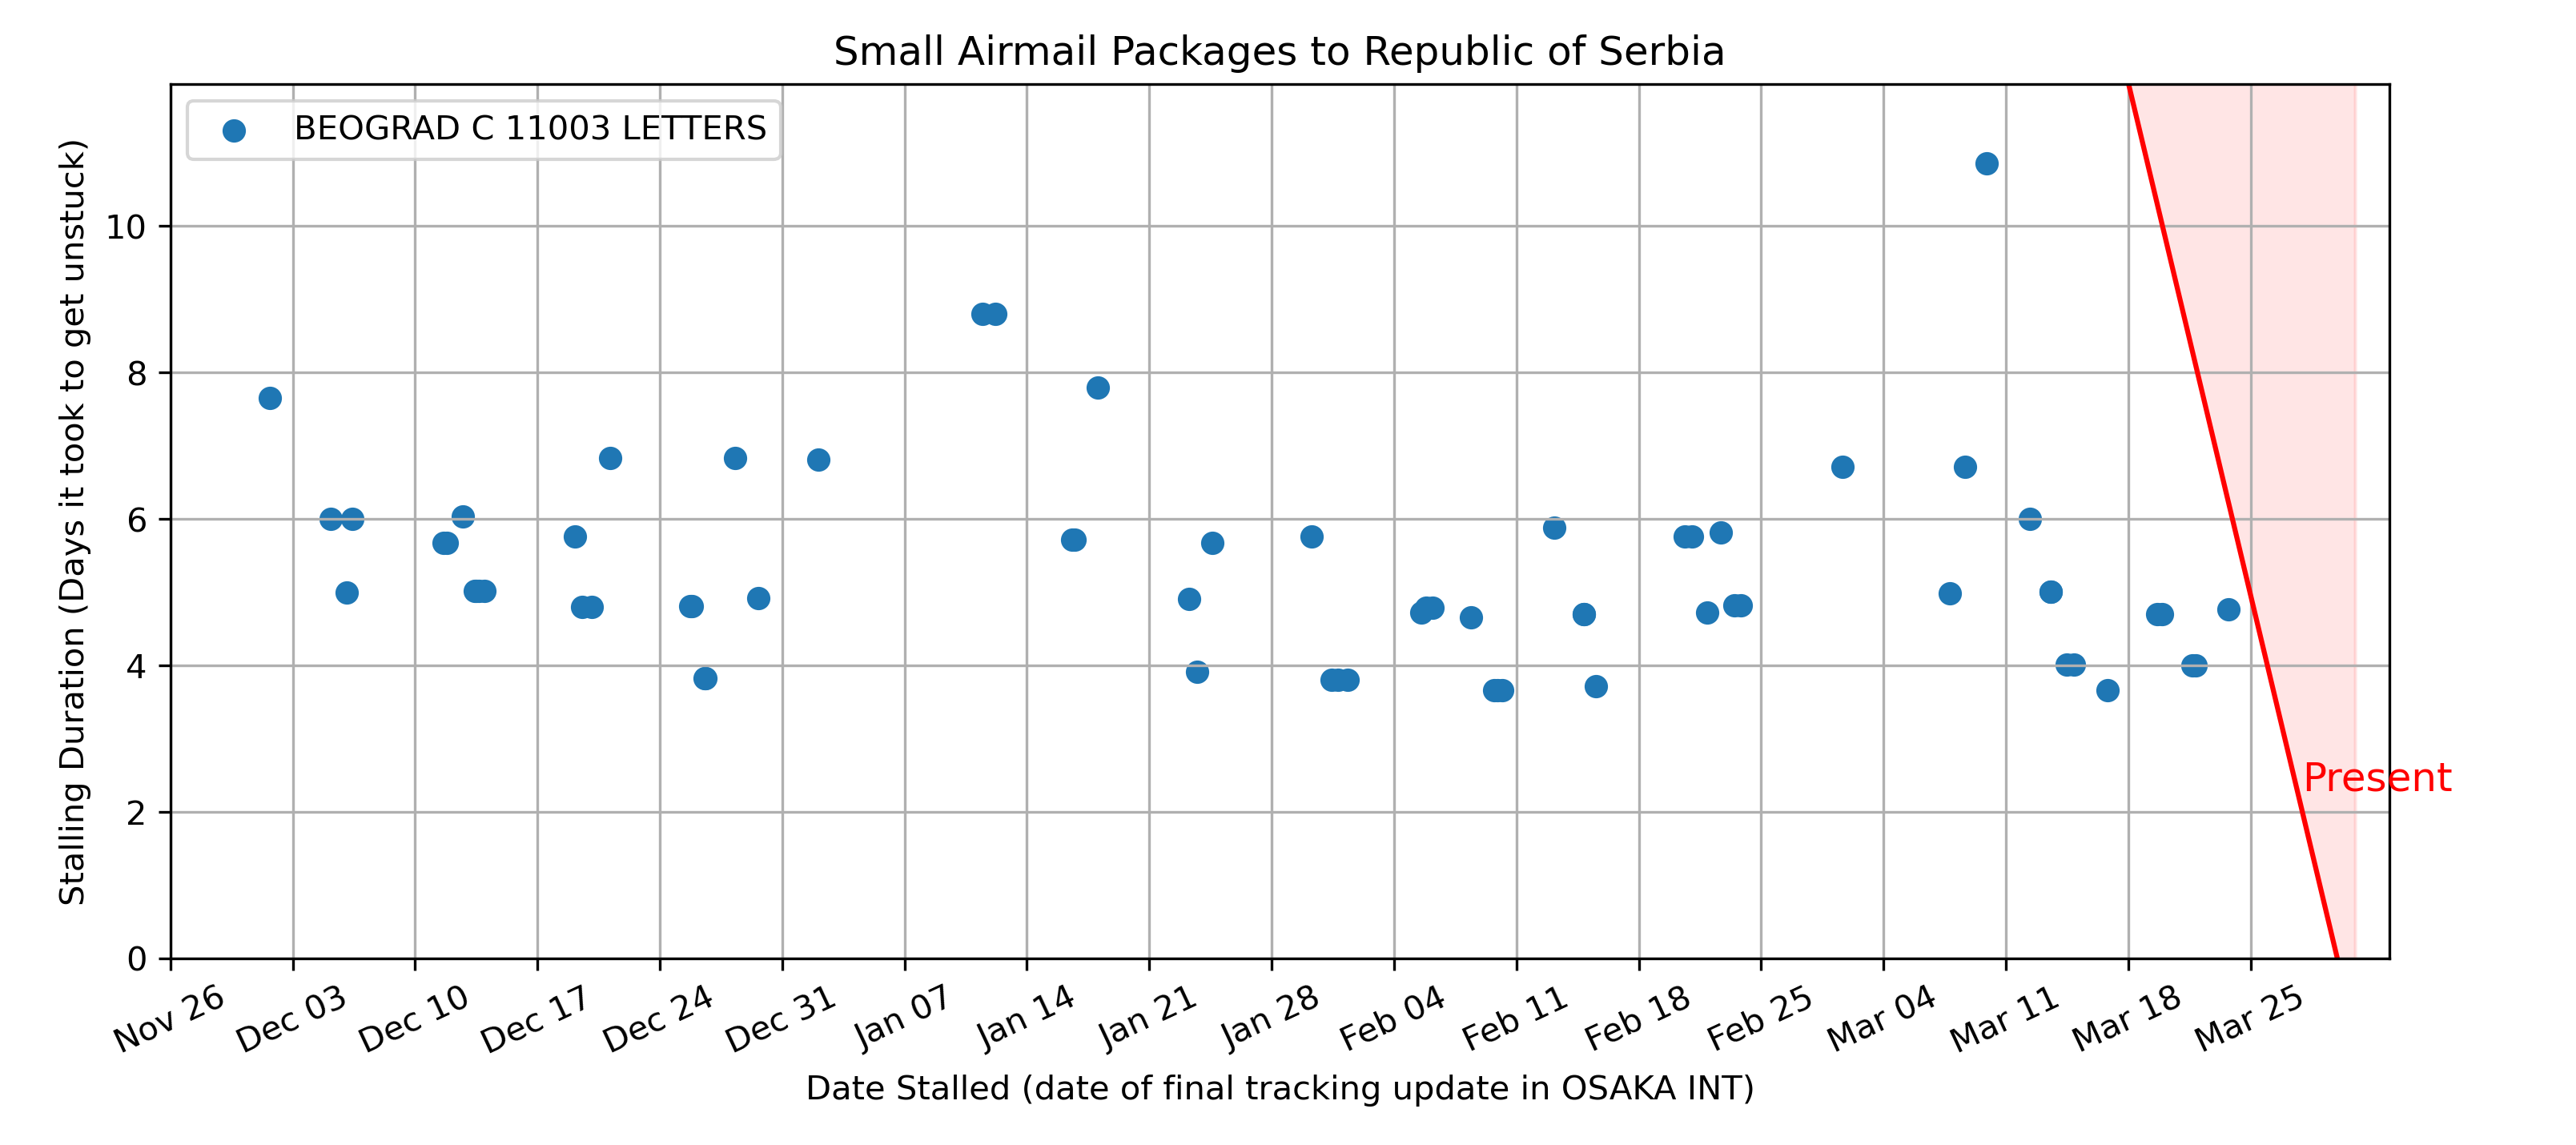 Small Airmail Packages to Republic of Serbia
BEOGRAD C 11003 LETTERS
Stalling Duration (Days it took to get unstuck)
10
8
6
4
2
0
Present
Nov 26 Dec 03 Dec 10 Dec 17 Dec 24 Dec 31 Jan 07 Jan 14 Jan 21 Jan 28 Feb 04 Feb 11 Feb 18 Feb 25 Mar 04 Mar 11 Mar 18 Mar 25
Date Stalled (date of final tracking update in OSAKA INT)